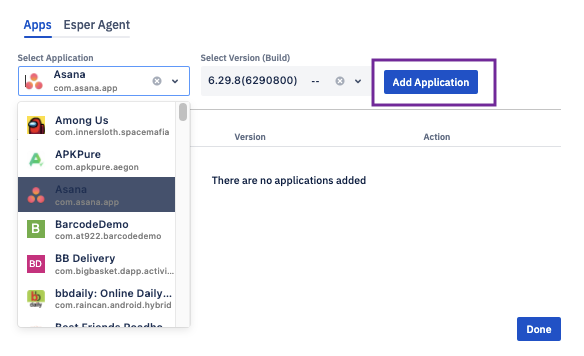 Apps Esper Agent
Select Application Select Version (Build)
Asana
com.asana.app
6.29.8(6290800) --
Add Application
Among Us
com.innersloth.spacemafia
Version Action
APKPure
com.apkpure.aegon
Asana
com.asana.app
There are no applications added
B
BarcodeDemo
com.at922.barcodedemo
BD
BB Delivery
com.bigbasket.dapp.activi...
bb
daily
bbdaily: Online Daily...
com.raincan.android.hybrid
Best Friends Roadbo...
Done